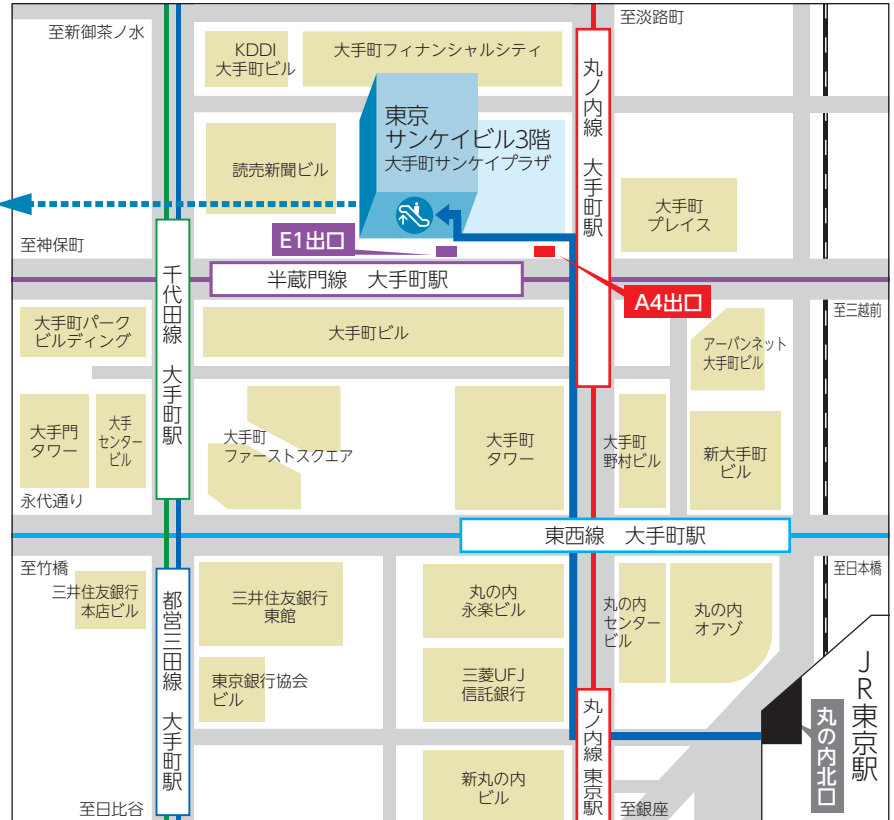 至新御茶ノ水
KDDI
大手町ビル
大手町フィナンシャルシティ
至淡路町
丸ノ内線 大手町駅
東京
サンケイビル3階
大手町サンケイプラザ
読売新聞ビル
大手町
プレイス
至神保町
E1出口
A4出口
千代田線 大手町駅
半蔵門線 大手町駅
至三越前
大手町パーク
ビルディング
大手町ビル
アーバンネット
大手町ビル
大手門
タワー
大手
センター
ビル
大手町
ファーストスクエア
大手町
タワー
大手町
野村ビル
新大手町
ビル
永代通り
東西線 大手町駅
至竹橋
至日本橋
三井住友銀行
本店ビル
都営三田線 大手町駅
三井住友銀行
東館
丸の内
永楽ビル
丸の内
センター
ビル
丸の内
オアゾ
東京銀行協会
ビル
三菱UFJ
信託銀行
JR東京駅
丸の内北口
丸ノ内線 東京駅
新丸の内
ビル
至日比谷
至銀座